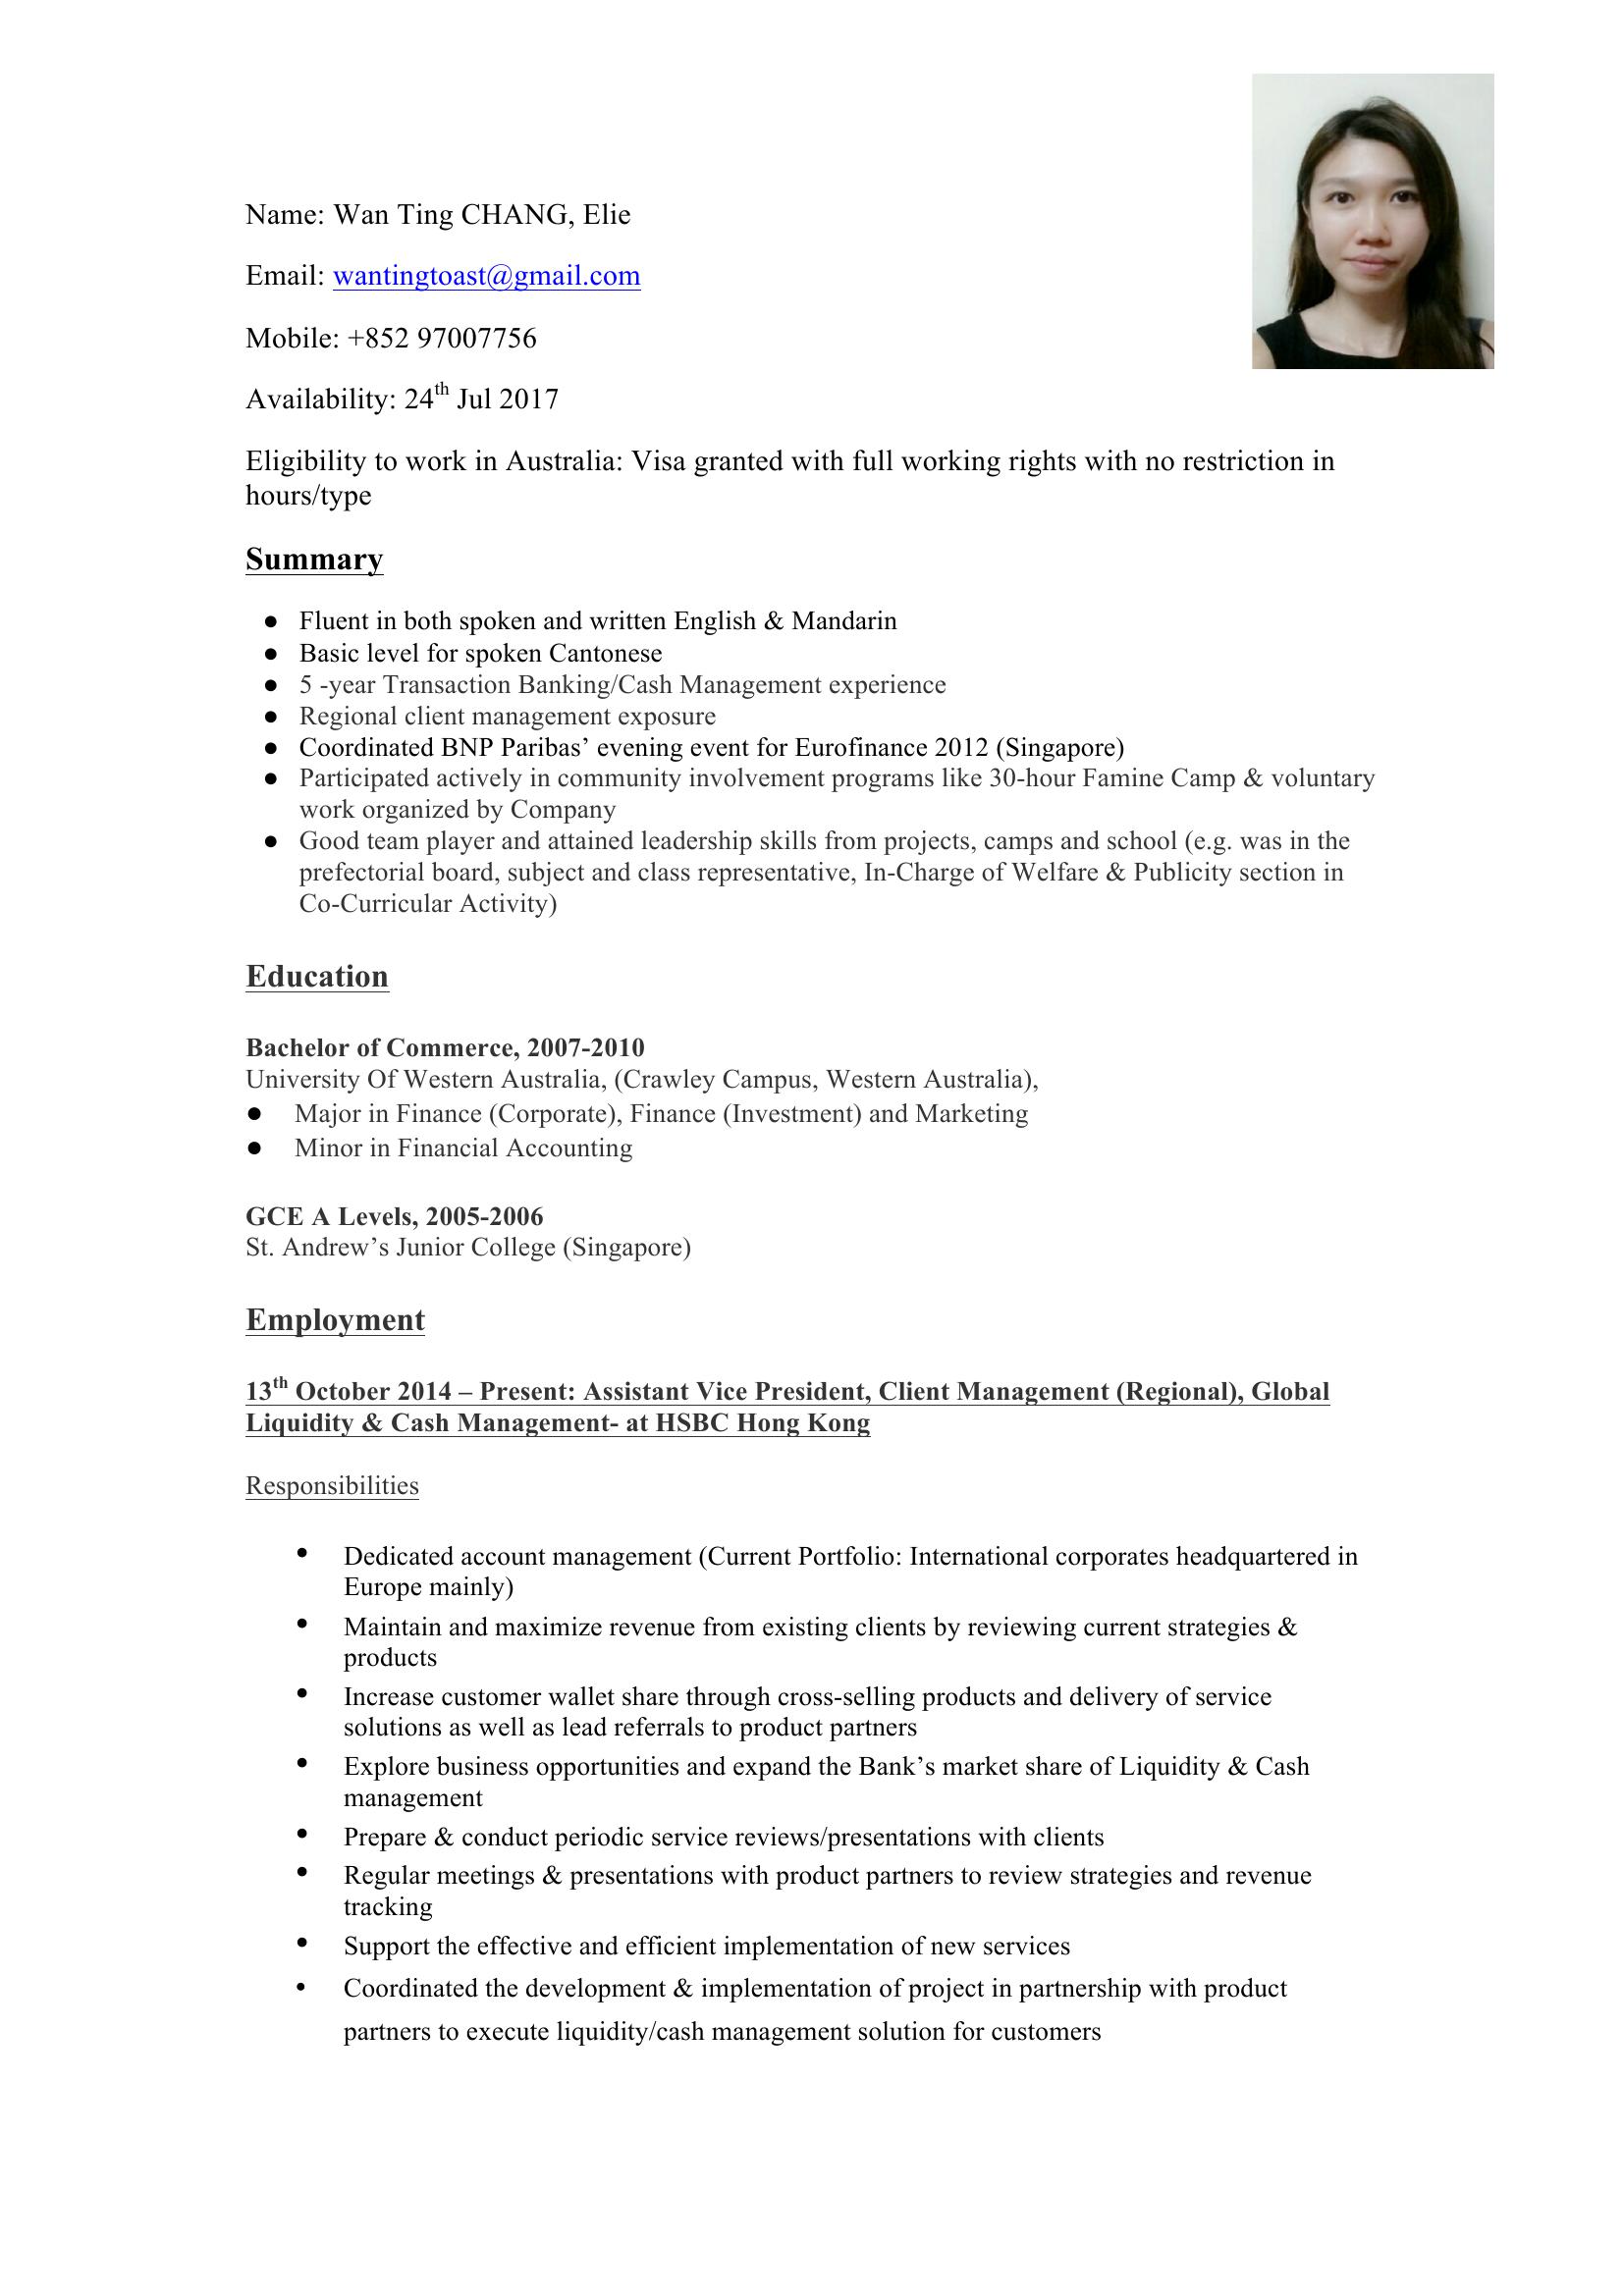 Name: Wan Ting CHANG, Elie
Email: wantingtoast@gmail.com
Mobile: +852 97007756
Availability: 24th Jul 2017
Eligibility to work in Australia: Visa granted with full working rights with no restriction in
hours/type
Summary
● Fluent in both spoken and written English & Mandarin
● Basic level for spoken Cantonese
● 5 -year Transaction Banking/Cash Management experience
● Regional client management exposure
● Coordinated BNP Paribas’ evening event for Eurofinance 2012 (Singapore)
● Participated actively in community involvement programs like 30-hour Famine Camp & voluntary
work organized by Company
● Good team player and attained leadership skills from projects, camps and school (e.g. was in the
prefectorial board, subject and class representative, In-Charge of Welfare & Publicity section in
Co-Curricular Activity)
Education
Bachelor of Commerce, 2007-2010
University Of Western Australia, (Crawley Campus, Western Australia),
● Major in Finance (Corporate), Finance (Investment) and Marketing
● Minor in Financial Accounting
GCE A Levels, 2005-2006
St. Andrew’s Junior College (Singapore)
Employment
13th October 2014 – Present: Assistant Vice President, Client Management (Regional), Global
Liquidity & Cash Management- at HSBC Hong Kong
Responsibilities
• Dedicated account management (Current Portfolio: International corporates headquartered in
Europe mainly)
• Maintain and maximize revenue from existing clients by reviewing current strategies &
products
• Increase customer wallet share through cross-selling products and delivery of service
solutions as well as lead referrals to product partners
• Explore business opportunities and expand the Bank’s market share of Liquidity & Cash
management
• Prepare & conduct periodic service reviews/presentations with clients
• Regular meetings & presentations with product partners to review strategies and revenue
tracking
• Support the effective and efficient implementation of new services
• Coordinated the development & implementation of project in partnership with product
partners to execute liquidity/cash management solution for customers